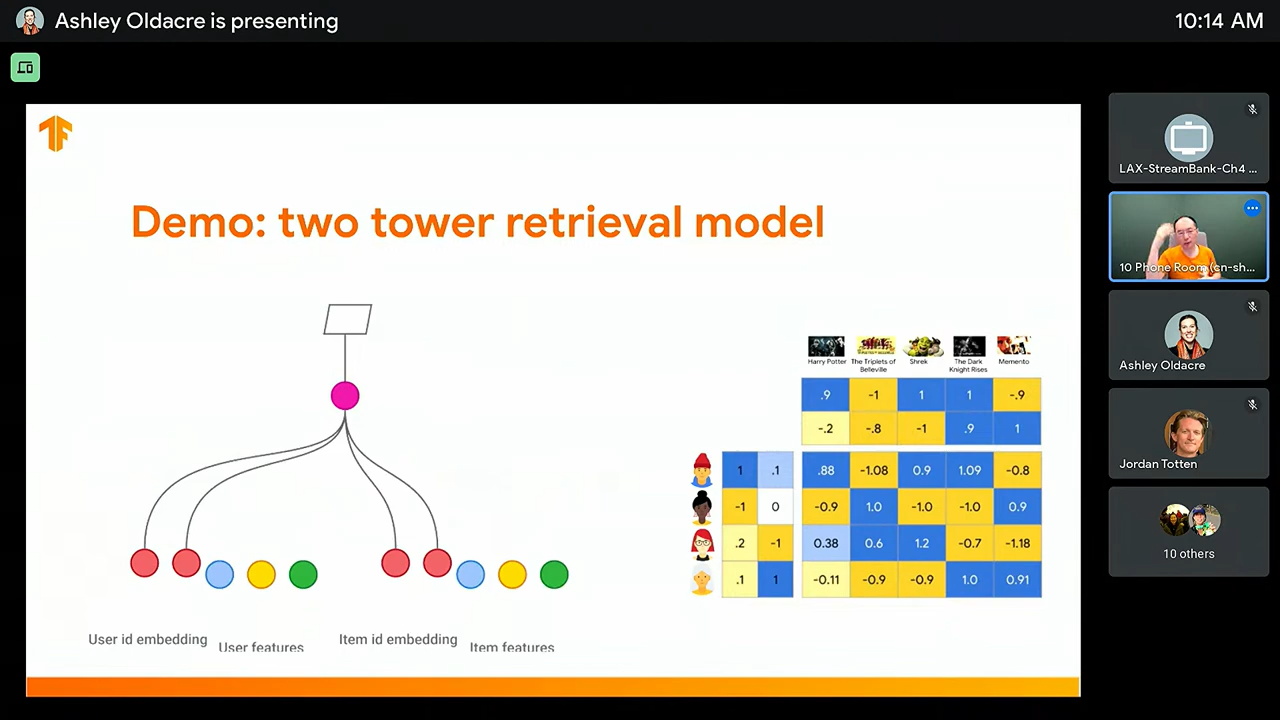 Ashley Oldacre is presenting
10:14 AM
LAX-StreamBank-Ch4 ...
10 Phone Room (cn-sh...
Ashley Oldacre
Jordan Totten
10 others
Demo: two tower retrieval model
User id embedding
User features
Item id embedding
Item features
Harry Potter
The Triplets of
Belleville
Shrek
The Dark
Knight Rises
Memento
.9 -1 1 1 -.9
-.2 -.8 -1 .9 1
1 .1 .88 -1.08 0.9 1.09 -0.8
-1 0 -0.9 1.0 -1.0 -1.0 0.9
.2 -1 0.38 0.6 1.2 -0.7 -1.18
.1 1 -0.11 -0.9 -0.9 1.0 0.91